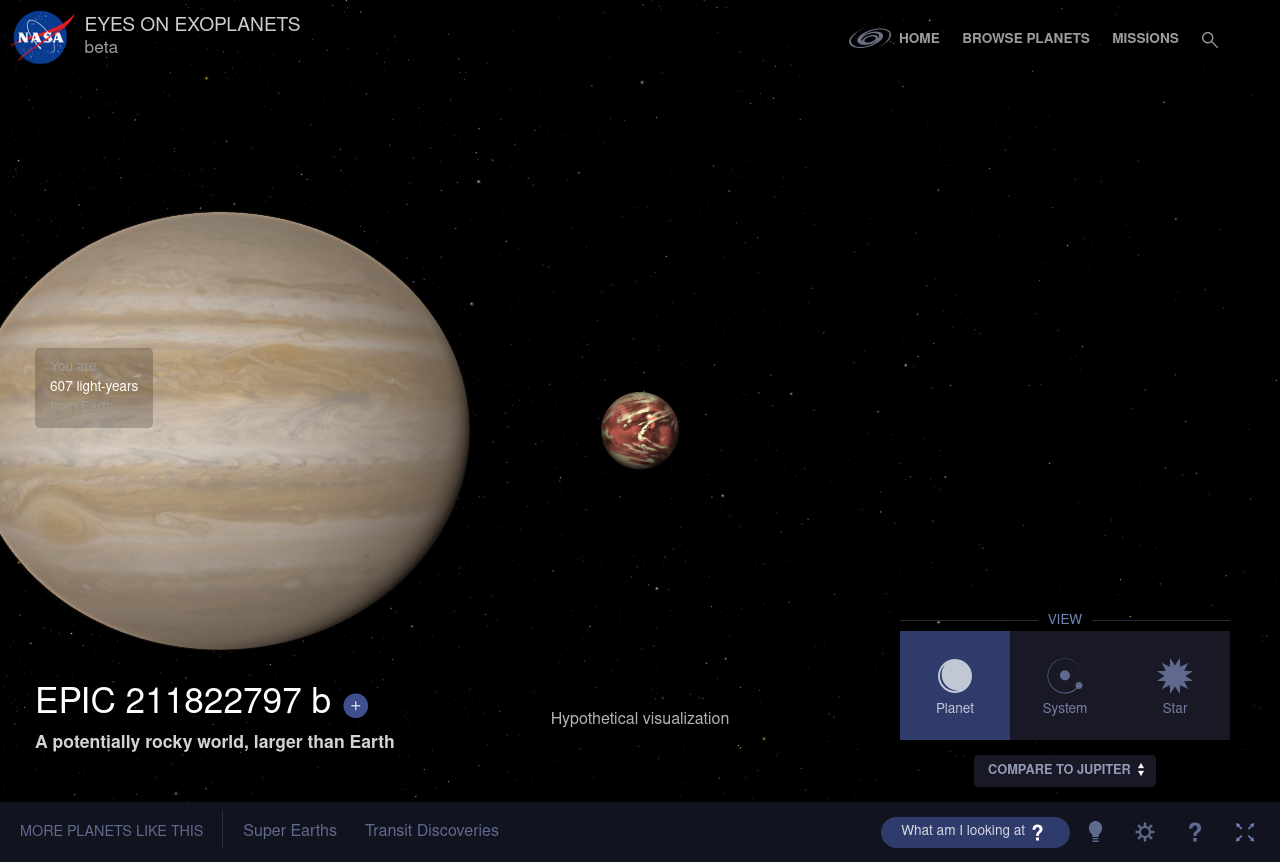 NASA
EYES ON EXOPLANETS
beta
HOME
BROWSE PLANETS
MISSIONS
You are
607 light-years
from Earth
EPIC 211822797 b +
A potentially rocky world, larger than Earth
Hypothetical visualization
VIEW
Planet
System
Star
COMPARE TO JUPITER
MORE PLANETS LIKE THIS
Super Earths
Transit Discoveries
What am I looking at ?
?